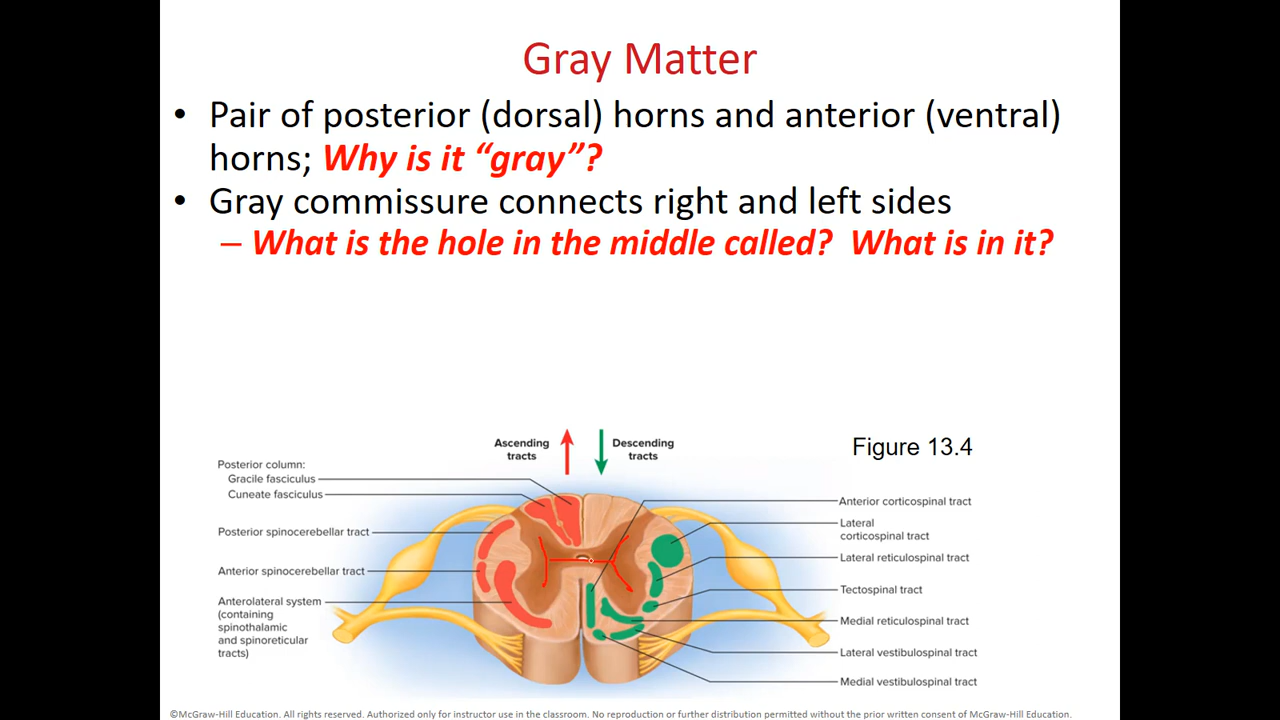 Gray Matter
• Pair of posterior (dorsal) horns and anterior (ventral)
horns; Why is it “gray”?
• Gray commissure connects right and left sides
– What is the hole in the middle called? What is in it?
Ascending
tracts
Descending
tracts
Figure 13.4
Posterior column:
Gracile fasciculus
Cuneate fasciculus
Posterior spinocerebellar tract
Anterior spinocerebellar tract
Anterolateral system
(containing
spinothalamic
and spinoreticular
tracts)
Anterior corticospinal tract
Lateral
corticospinal tract
Lateral reticulospinal tract
Tectospinal tract
Medial reticulospinal tract
Lateral vestibulospinal tract
Medial vestibulospinal tract
©McGraw-Hill Education. All rights reserved. Authorized only for instructor use in the classroom. No reproduction or further distribution permitted without the prior written consent of McGraw-Hill Education.